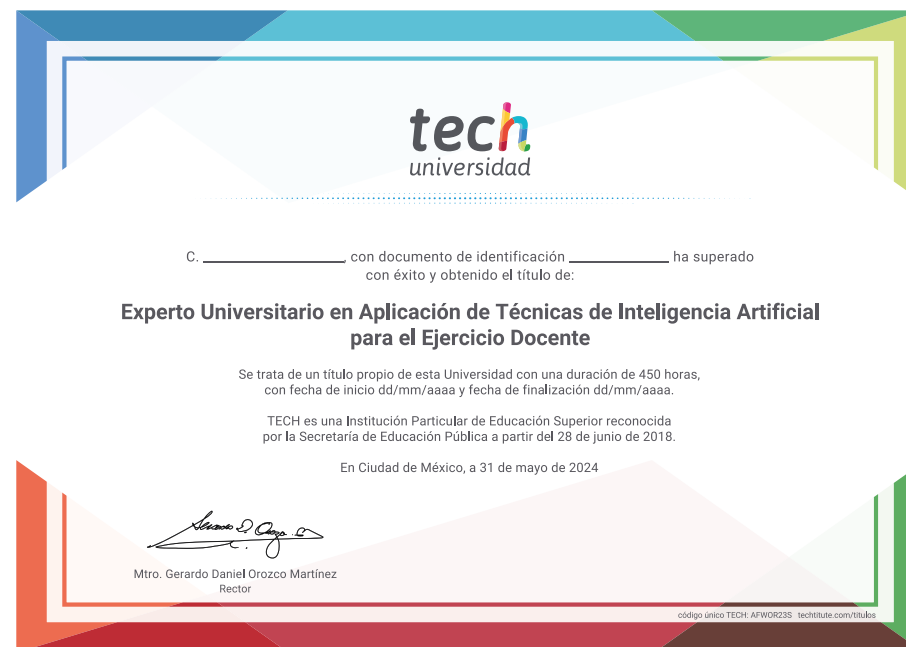 tech
universidad
C. ________________, con documento de identificación ____________ ha superado
con éxito y obtenido el título de:
Experto Universitario en Aplicación de Técnicas de Inteligencia Artificial
para el Ejercicio Docente
Se trata de un título propio de esta Universidad con una duración de 450 horas,
con fecha de inicio dd/mm/aaaa y fecha de finalización dd/mm/aaaa.
TECH es una Institución Particular de Educación Superior reconocida
por la Secretaría de Educación Pública a partir del 28 de junio de 2018.
En Ciudad de México, a 31 de mayo de 2024
Mtro. Gerardo Daniel Orozco Martínez
Rector
código único TECH: AFWOR23S techtitute.com/titulos